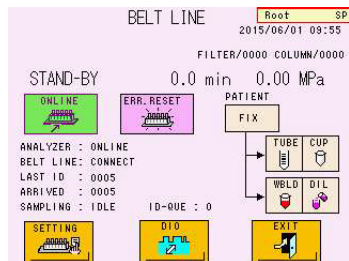 BELT LINE
Root SP
2015/06/01 09:55
FILTER/0000 COLUMN/0000
STAND-BY 0.0 min 0.00 MPa
ONLINE
ERR.RESET
PATIENT
FIX
TUBE CUP
WBLD DIL
ANALYZER : ONLINE
BELT LINE: CONNECT
LAST ID : 0005
ARRIVED : 0005
SAMPLING : IDLE ID-QUE : 0
SETTING
DIO
EXIT